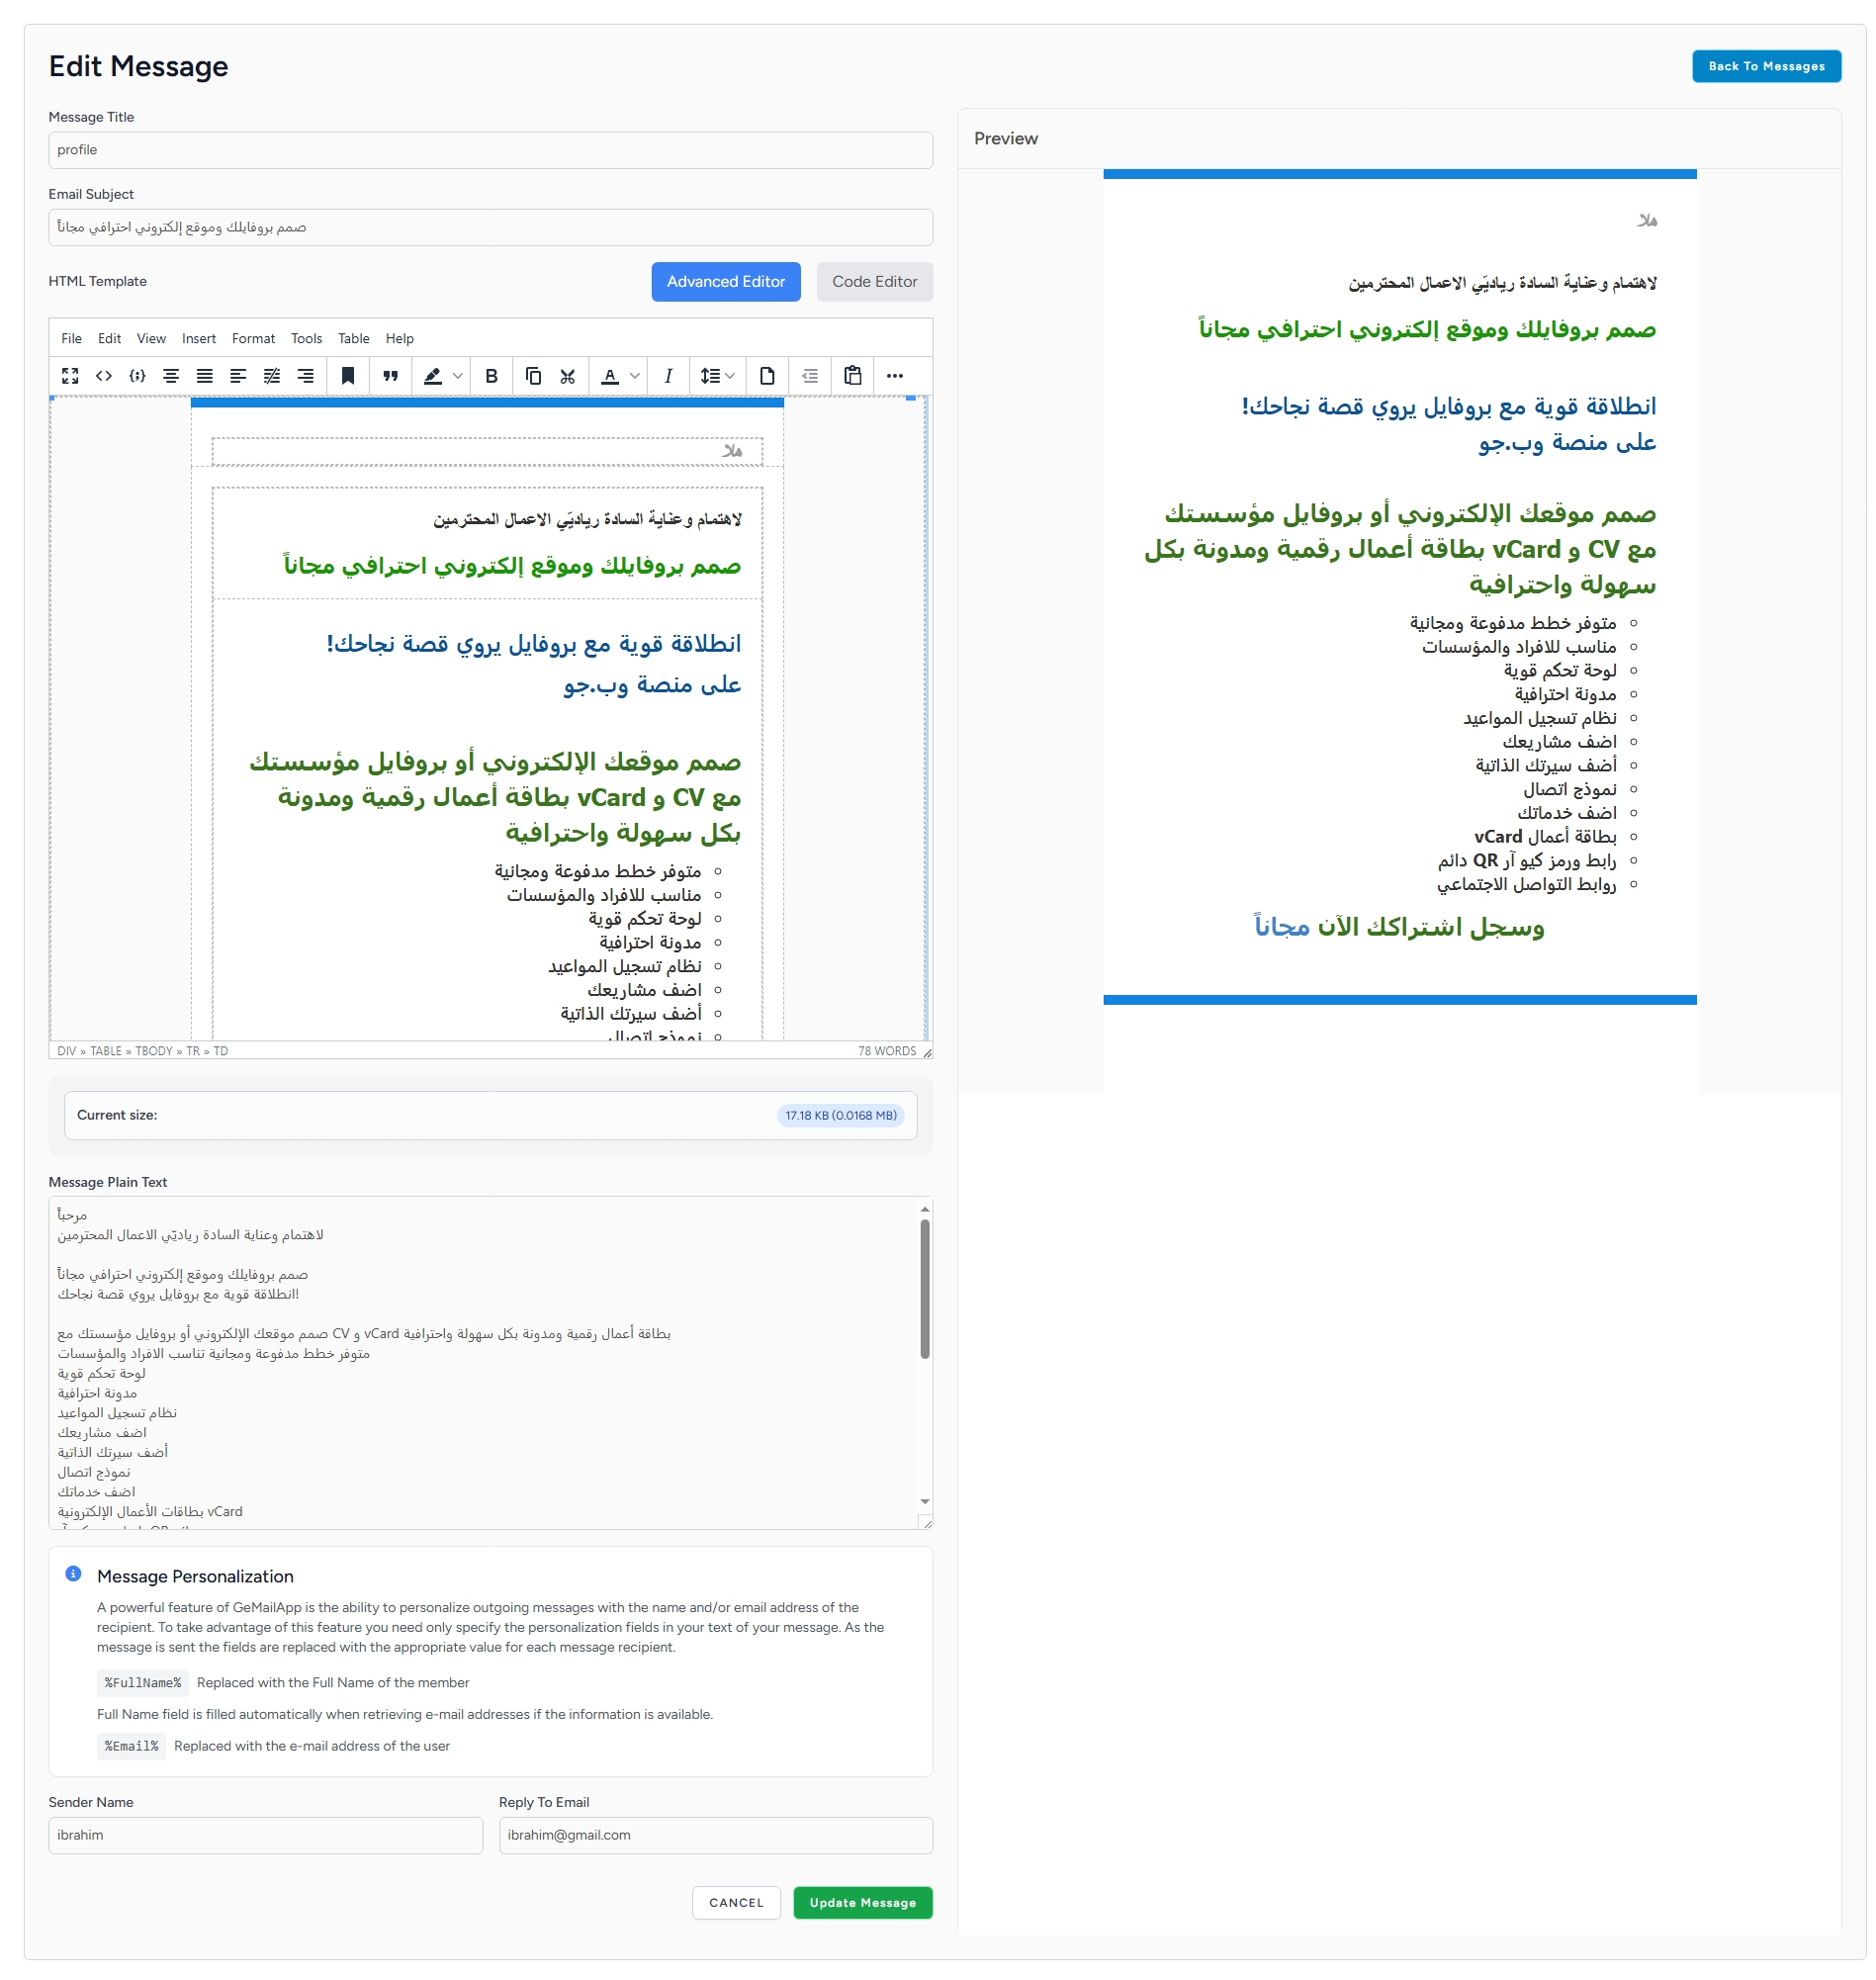 Edit Message
Back To Messages
Message Title
profile
Email Subject
صمم بروفايلك وموقع إلكتروني احترافي مجاناً
HTML Template
Advanced Editor
Code Editor
File Edit View Insert Format Tools Table Help
هلا
لاهتمام وعناية السادة رياديّي الاعمال المحترمين
صمم بروفايلك وموقع إلكتروني احترافي مجاناً
انطلاقة قوية مع بروفايل يروي قصة نجاحك!
على منصة وب.جو
صمم موقعك الإلكتروني أو بروفايل مؤسستك
مع CV و vCard بطاقة أعمال رقمية ومدونة
بكل سهولة واحترافية
متوفر خطط مدفوعة ومجانية
مناسب للافراد والمؤسسات
لوحة تحكم قوية
مدونة احترافية
نظام تسجيل المواعيد
اضف مشاريعك
أضف سيرتك الذاتية
نموذج اتصال
DIV » TABLE » TBODY » TR » TD
78 WORDS
Current size:
17.18 KB (0.0168 MB)
Message Plain Text
مرحباً
لاهتمام وعناية السادة رياديّي الاعمال المحترمين
صمم بروفايلك وموقع إلكتروني احترافي مجاناً
انطلاقة قوية مع بروفايل يروي قصة نجاحك!
صمم موقعك الإلكتروني أو بروفايل مؤسستك مع CV و vCard بطاقة أعمال رقمية ومدونة بكل سهولة واحترافية
متوفر خطط مدفوعة ومجانية تناسب الافراد والمؤسسات
لوحة تحكم قوية
مدونة احترافية
نظام تسجيل المواعيد
اضف مشاريعك
أضف سيرتك الذاتية
نموذج اتصال
اضف خدماتك
بطاقات الأعمال الإلكترونية vCard
Message Personalization
A powerful feature of GeMailApp is the ability to personalize outgoing messages with the name and/or email address of the
recipient. To take advantage of this feature you need only specify the personalization fields in your text of your message. As the
message is sent the fields are replaced with the appropriate value for each message recipient.
%FullName% Replaced with the Full Name of the member
Full Name field is filled automatically when retrieving e-mail addresses if the information is available.
%Email% Replaced with the e-mail address of the user
Sender Name
ibrahim
Reply To Email
ibrahim@gmail.com
CANCEL
Update Message
Preview
هلا
لاهتمام وعناية السادة رياديّي الاعمال المحترمين
صمم بروفايلك وموقع إلكتروني احترافي مجاناً
انطلاقة قوية مع بروفايل يروي قصة نجاحك!
على منصة وب.جو
صمم موقعك الإلكتروني أو بروفايل مؤسستك
مع CV و vCard بطاقة أعمال رقمية ومدونة بكل
سهولة واحترافية
متوفر خطط مدفوعة ومجانية
مناسب للافراد والمؤسسات
لوحة تحكم قوية
مدونة احترافية
نظام تسجيل المواعيد
اضف مشاريعك
أضف سيرتك الذاتية
نموذج اتصال
اضف خدماتك
بطاقة أعمال vCard
رابط ورمز كيو آر QR دائم
روابط التواصل الاجتماعي
وسجل اشتراكك الآن مجاناً